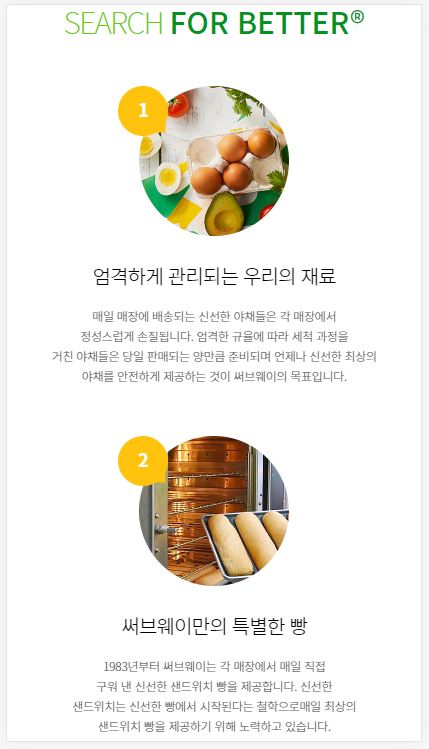 SEARCH FOR BETTER®
1
엄격하게 관리되는 우리의 재료
매일 매장에 배송되는 신선한 야채들은 각 매장에서
정성스럽게 손질됩니다. 엄격한 규율에 따라 세척 과정을
거친 야채들은 당일 판매되는 양만큼 준비되며 언제나 신선한 최상의
야채를 안전하게 제공하는 것이 써브웨이의 목표입니다.
2
써브웨이만의 특별한 빵
1983년부터 써브웨이는 각 매장에서 매일 직접
구워 낸 신선한 샌드위치 빵을 제공합니다. 신선한
샌드위치는 신선한 빵에서 시작된다는 철학으로매일 최상의
샌드위치 빵을 제공하기 위해 노력하고 있습니다.